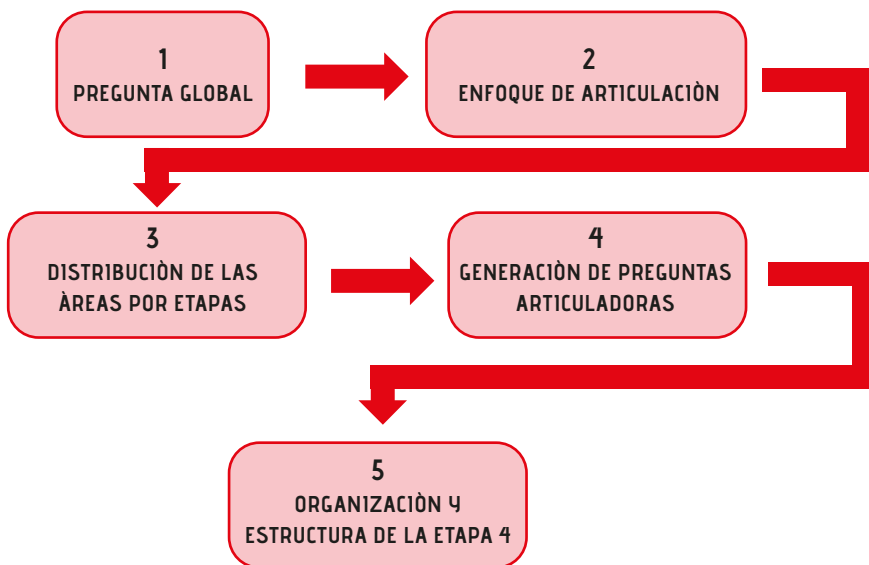 1
PREGUNTA GLOBAL
2
ENFOQUE DE ARTICULACIÒN
3
DISTRIBUCIÒN DE LAS
ÀREAS POR ETAPAS
4
GENERACIÒN DE PREGUNTAS
ARTICULADORAS
5
ORGANIZACIÒN Y
ESTRUCTURA DE LA ETAPA 4